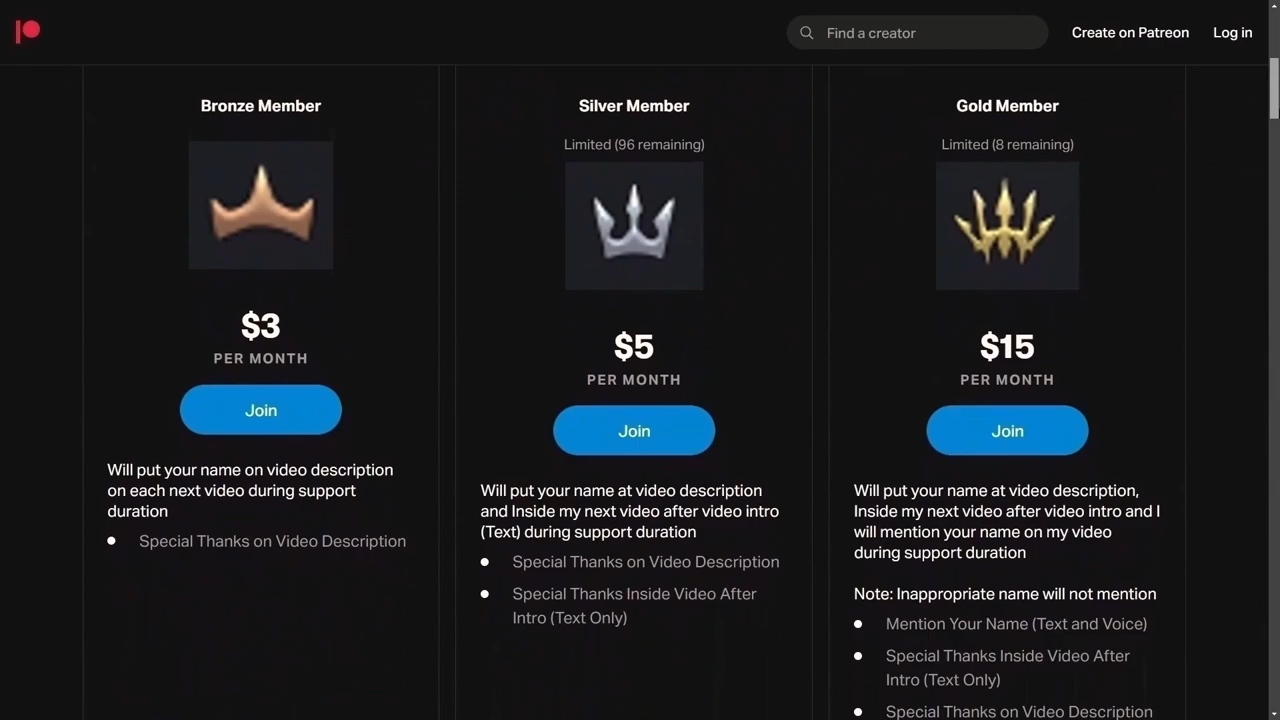 Find a creator
Create on Patreon
Log in
Bronze Member
$3
PER MONTH
Join
Will put your name on video description
on each next video during support
duration
Special Thanks on Video Description
Silver Member
Limited (96 remaining)
$5
PER MONTH
Join
Will put your name at video description
and Inside my next video after video intro
(Text) during support duration
Special Thanks on Video Description
Special Thanks Inside Video After
Intro (Text Only)
Gold Member
Limited (8 remaining)
$15
PER MONTH
Join
Will put your name at video description,
Inside my next video after video intro and I
will mention your name on my video
during support duration
Note: Inappropriate name will not mention
Mention Your Name (Text and Voice)
Special Thanks Inside Video After
Intro (Text Only)
Special Thanks on Video Description